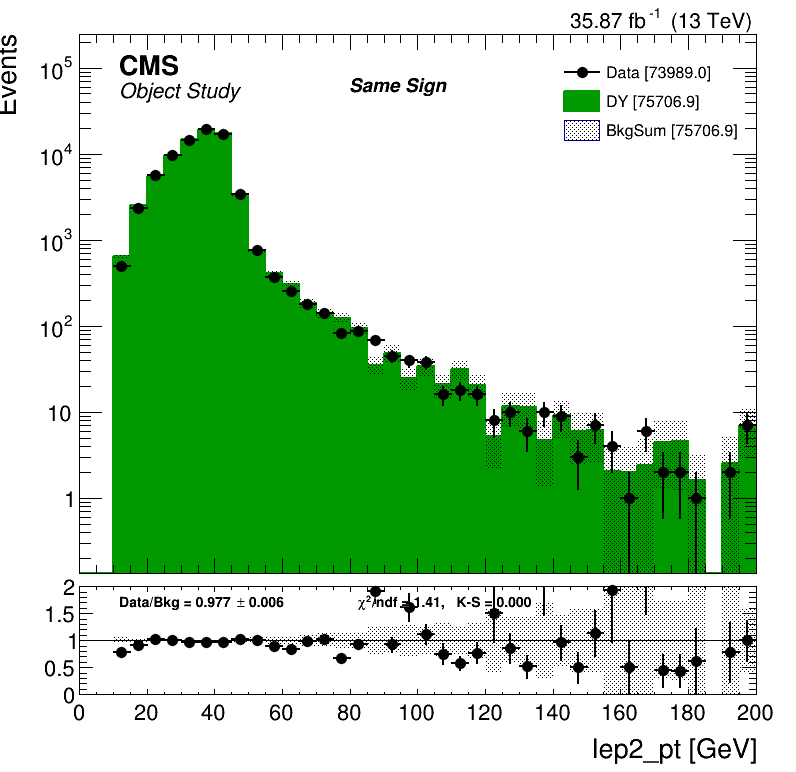 35.87 fb⁻¹ (13 TeV)
Events
CMS
Object Study
Same Sign
Data [73989.0]
DY [75706.9]
BkgSum [75706.9]
10⁵
10⁴
10³
10²
10
1
Data/Bkg = 0.977 ± 0.006
χ²/ndf = 1.41, K-S = 0.000
2
1.5
1
0.5
0
0 20 40 60 80 100 120 140 160 180 200
lep2_pt [GeV]